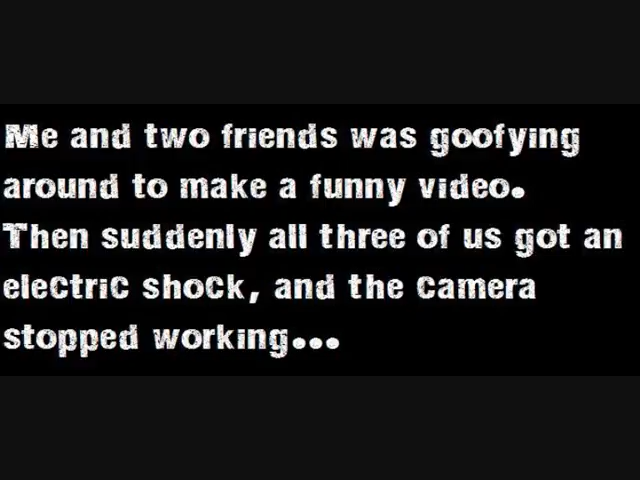 Me and two friends was goofying
around to make a funny video.
Then suddenly all three of us got an
electric shock, and the camera
stopped working...